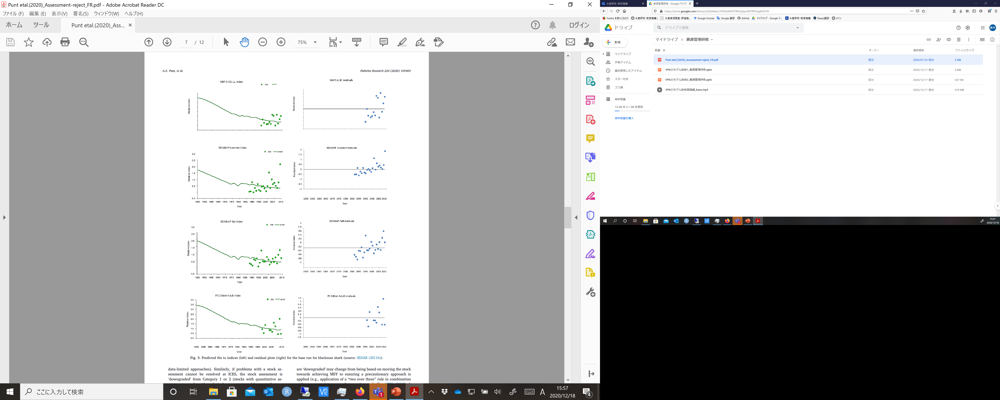 Punt etal.(2020)_Assessment-reject_FR.pdf - Adobe Acrobat Reader DC
ファイル (F) 編集 (E) 表示(V) 署名(S) ウィンドウ(W) ヘルプ(H)
ホーム ツール Punt etal.(2020)_Ass... × ログイン
7 / 12 75%
A.E. Punt, et al. Fisheries Research 224 (2020) 105465
NMFS SE LL Index
obs
Relative index
NMFS LLSE residuals
Residual value
SEAMAP summer Index
obs pred
3.0
2.5
2.0
1.5
1.0
0.5
0.0
Relative index
1950 1955 1960 1965 1970 1975 1980 1985 1990 1995 2000 2005 2010
Year
SEAMAP Summer residuals
2
1.5
1
0.5
0
-0.5
-1
-1.5
-2
Residual value
1950 1955 1960 1965 1970 1975 1980 1985 1990 1995 2000 2005 2010
Year
SEAMAP fall Index
obs pred
3.0
2.5
2.0
1.5
1.0
0.5
0.0
Relative index
1950 1955 1960 1965 1970 1975 1980 1985 1990 1995 2000 2005 2010
Year
SEAMAP Fall residuals
1
0.8
0.6
0.4
0.2
0
-0.2
-0.4
-0.6
-0.8
-1
Residual value
1950 1955 1960 1965 1970 1975 1980 1985 1990 1995 2000 2005 2010
Year
PC Gillnet Adult Index
obs pred
4.0
3.5
3.0
2.5
2.0
1.5
1.0
0.5
0.0
Relative index
1950 1955 1960 1965 1970 1975 1980 1985 1990 1995 2000 2005 2010
Year
PC Gillnet Adult residuals
1.2
1
0.8
0.6
0.4
0.2
0
-0.2
-0.4
-0.6
-0.8
-1
-1.2
Residual value
1950 1955 1960 1965 1970 1975 1980 1985 1990 1995 2000 2005 2010
Year
Fig. 3. Predicted fits to indices (left) and residual plots (right) for the base run for blacknose shark (source: SEDAR (2011b)).
data-limited approaches). Similarly, if problems with a stock as-
sessment cannot be resolved at ICES, the stock assessment is
‘downgraded’ from Category 1 or 2 (stocks with quantitative as-
are ‘downgraded’ may change from being based on moving the stock
towards achieving MSY to ensuring a precautionary approach is
applied (e.g., application of a “two over three” rule in combination
ここに入力して検索
A
15:57
2020/12/18
4
水産研究・教育機構 × 資源管理研修 - Google ドライブ × +
https://drive.google.com/drive/u/0/folders/1IXZkwNV5TRk3q5pcSNYKPJxgiIhiX7IA
Firefox を使いこなそう 水産研究・教育機構 | 水産資源調査・評価推... Google Scholar Google 翻訳 GitHub マイドライブ - Google ド... 水産研究・教育機構 DeepL翻訳 メイン
ドライブ ドライブで検索 昂平
新規
マイドライブ > 資源管理研修
マイドライブ
共有アイテム
最近使用したアイテム
スター付き
ゴミ箱
保存容量
15 GB 中 2.1 GB を使用
保存容量を購入
名前 ↑ オーナー 最終更新 ファイルサイズ
Punt etal.(2020)_Assessment-reject_FR.pdf 自分 2020/07/16 自分 2 MB
VPAのモデル診断1_資源管理研修.pptx 自分 2020/12/17 自分 5 MB
VPAのモデル診断2_資源管理研修.pptx 自分 2020/12/17 自分 657 KB
VPAのモデル診断実践編_base.mp4 自分 2020/12/17 自分 679 MB
15:57
2020/12/18